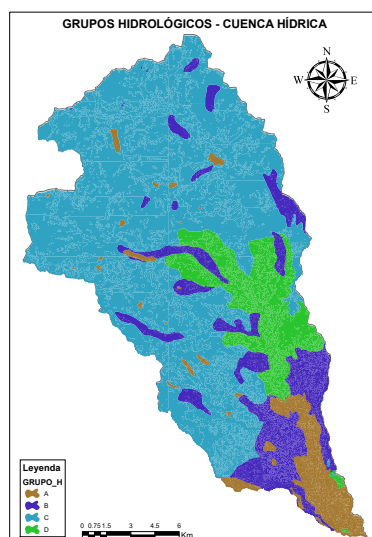 GRUPOS HIDROLÓGICOS - CUENCA HÍDRICA
N
W E
S
Leyenda
GRUPO_H
A
B
C
D
0 0.75 1.5 3 4.5 6
Km